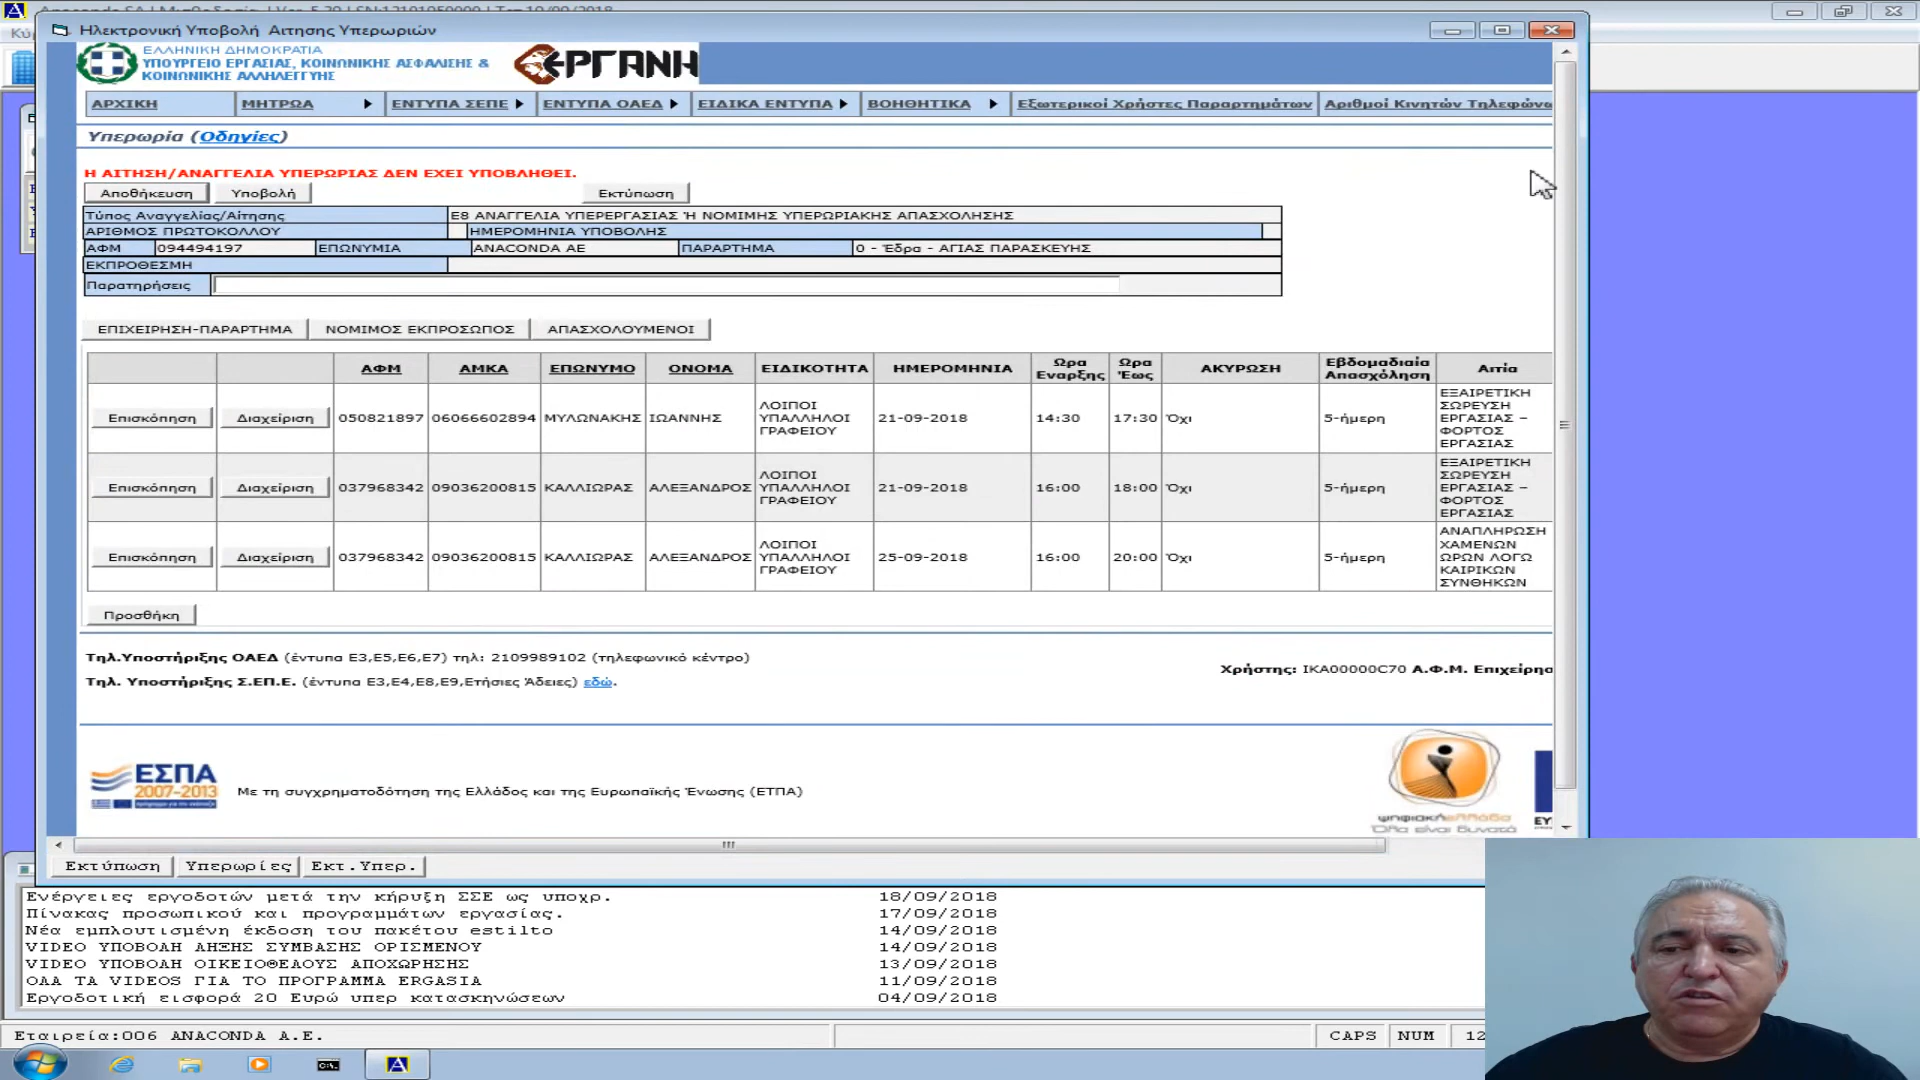 Ηλεκτρονική Υποβολή Αιτησης Υπερωριών
ΕΛΛΗΝΙΚΗ ΔΗΜΟΚΡΑΤΙΑ
ΥΠΟΥΡΓΕΙΟ ΕΡΓΑΣΙΑΣ, ΚΟΙΝΩΝΙΚΗΣ ΑΣΦΑΛΙΣΗΣ &
ΚΟΙΝΩΝΙΚΗΣ ΑΛΛΗΛΕΓΓΥΗΣ
ΕΡΓΑΝΗ
ΑΡΧΙΚΗ ΜΗΤΡΩΑ ΕΝΤΥΠΑ ΣΕΠΕ ΕΝΤΥΠΑ ΟΑΕΔ ΕΙΔΙΚΑ ΕΝΤΥΠΑ ΒΟΗΘΗΤΙΚΑ Εξωτερικοί Χρήστες Παραρτημάτων Αριθμοί Κινητών Τηλεφώνω
Υπερωρία (Οδηγίες)
Η ΑΙΤΗΣΗ/ΑΝΑΓΓΕΛΙΑ ΥΠΕΡΩΡΙΑΣ ΔΕΝ ΕΧΕΙ ΥΠΟΒΛΗΘΕΙ.
Αποθήκευση Υποβολή Εκτύπωση
Τύπος Αναγγελίας/Αίτησης Ε8 ΑΝΑΓΓΕΛΙΑ ΥΠΕΡΕΡΓΑΣΙΑΣ Ή ΝΟΜΙΜΗΣ ΥΠΕΡΩΡΙΑΚΗΣ ΑΠΑΣΧΟΛΗΣΗΣ
ΑΡΙΘΜΟΣ ΠΡΩΤΟΚΟΛΛΟΥ ΗΜΕΡΟΜΗΝΙΑ ΥΠΟΒΟΛΗΣ
ΑΦΜ 094494197 ΕΠΩΝΥΜΙΑ ANACONDA AE ΠΑΡΑΡΤΗΜΑ 0 - Έδρα - ΑΓΙΑΣ ΠΑΡΑΣΚΕΥΗΣ
ΕΚΠΡΟΘΕΣΜΗ
Παρατηρήσεις
ΕΠΙΧΕΙΡΗΣΗ-ΠΑΡΑΡΤΗΜΑ ΝΟΜΙΜΟΣ ΕΚΠΡΟΣΩΠΟΣ ΑΠΑΣΧΟΛΟΥΜΕΝΟΙ
ΑΦΜ ΑΜΚΑ ΕΠΩΝΥΜΟ ΟΝΟΜΑ ΕΙΔΙΚΟΤΗΤΑ ΗΜΕΡΟΜΗΝΙΑ Ωρα Εναρξης Ωρα Έως ΑΚΥΡΩΣΗ Εβδομαδιαία Απασχόληση Αιτία
Επισκόπηση Διαχείριση 050821897 06066602894 ΜΥΛΩΝΑΚΗΣ ΙΩΑΝΝΗΣ ΛΟΙΠΟΙ ΥΠΑΛΛΗΛΟΙ ΓΡΑΦΕΙΟΥ 21-09-2018 14:30 17:30 Όχι 5-ήμερη ΕΞΑΙΡΕΤΙΚΗ ΣΩΡΕΥΣΗ ΕΡΓΑΣΙΑΣ – ΦΟΡΤΟΣ ΕΡΓΑΣΙΑΣ
Επισκόπηση Διαχείριση 037968342 09036200815 ΚΑΛΛΙΩΡΑΣ ΑΛΕΞΑΝΔΡΟΣ ΛΟΙΠΟΙ ΥΠΑΛΛΗΛΟΙ ΓΡΑΦΕΙΟΥ 21-09-2018 16:00 18:00 Όχι 5-ήμερη ΕΞΑΙΡΕΤΙΚΗ ΣΩΡΕΥΣΗ ΕΡΓΑΣΙΑΣ – ΦΟΡΤΟΣ ΕΡΓΑΣΙΑΣ
Επισκόπηση Διαχείριση 037968342 09036200815 ΚΑΛΛΙΩΡΑΣ ΑΛΕΞΑΝΔΡΟΣ ΛΟΙΠΟΙ ΥΠΑΛΛΗΛΟΙ ΓΡΑΦΕΙΟΥ 25-09-2018 16:00 20:00 Όχι 5-ήμερη ΑΝΑΠΛΗΡΩΣΗ ΧΑΜΕΝΩΝ ΩΡΩΝ ΛΟΓΩ ΚΑΙΡΙΚΩΝ ΣΥΝΘΗΚΩΝ
Προσθήκη
Τηλ.Υποστήριξης ΟΑΕΔ (έντυπα Ε3,Ε5,Ε6,Ε7) τηλ: 2109989102 (τηλεφωνικό κέντρο)
Χρήστης: IKA00000C70 Α.Φ.Μ. Επιχείρησ
Τηλ. Υποστήριξης Σ.ΕΠ.Ε. (έντυπα Ε3,Ε4,Ε8,Ε9,Ετήσιες Άδειες) εδώ.
ΕΣΠΑ
2007-2013
Με τη συγχρηματοδότηση της Ελλάδος και της Ευρωπαϊκής Ένωσης (ΕΤΠΑ)
ψηφιακή ελλάδα
Όλα είναι δυνατά
ΕΥ
Εκτύπωση Υπερωρίες Εκτ.Υπερ.
Ενέργειες εργοδοτών μετά την κήρυξη ΣΣΕ ως υποχρ. 18/09/2018
Πίνακας προσωπικού και προγραμμάτων εργασίας. 17/09/2018
Νέα εμπλουτισμένη έκδοση του πακέτου estilto 14/09/2018
VIDEO ΥΠΟΒΟΛΗ ΛΗΞΗΣ ΣΥΜΒΑΣΗΣ ΟΡΙΣΜΕΝΟΥ 14/09/2018
VIDEO ΥΠΟΒΟΛΗ ΟΙΚΕΙΟΘΕΛΟΥΣ ΑΠΟΧΩΡΗΣΗΣ 13/09/2018
ΟΛΑ ΤΑ VIDEOS ΓΙΑ ΤΟ ΠΡΟΓΡΑΜΜΑ ERGASIA 11/09/2018
Εργοδοτική εισφορά 20 Ευρώ υπερ κατασκηνώσεων 04/09/2018
Εταιρεία:006 ANACONDA A.E.
CAPS NUM 12